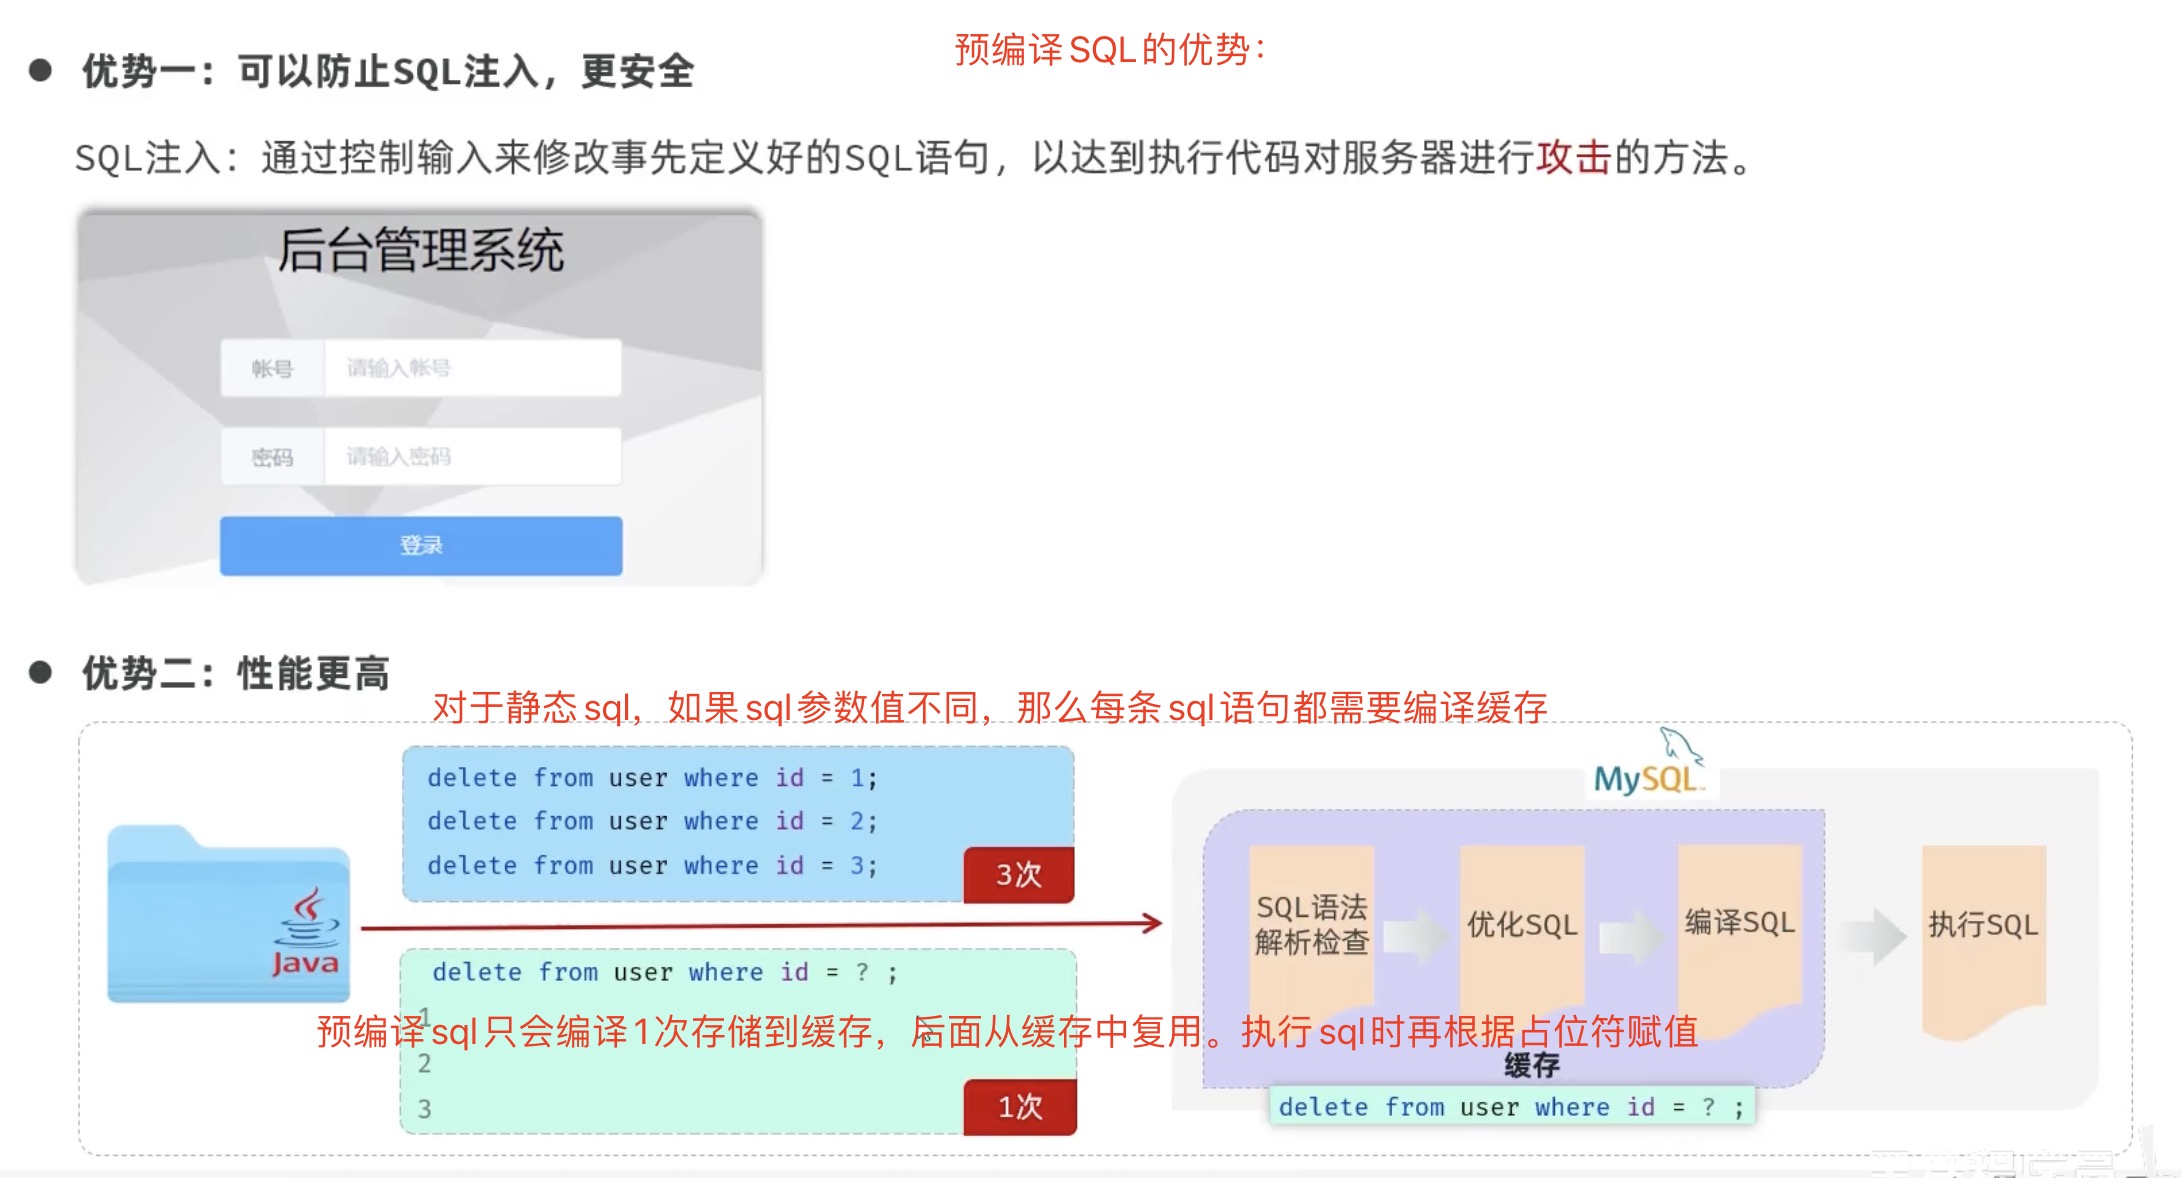 预编译SQL的优势：
优势一：可以防止SQL注入，更安全
SQL注入：通过控制输入来修改事先定义好的SQL语句，以达到执行代码对服务器进行攻击的方法。
后台管理系统
帐号 请输入帐号
密码 请输入密码
登录
优势二：性能更高
对于静态sql，如果sql参数值不同，那么每条sql语句都需要编译缓存
delete from user where id = 1;
delete from user where id = 2;
delete from user where id = 3;
3次
Java
delete from user where id = ? ;
1
预编译sql只会编译1次存储到缓存，后面从缓存中复用。执行sql时再根据占位符赋值
2
3
1次
MySQL
SQL语法
解析检查
优化SQL
编译SQL
执行SQL
缓存
delete from user where id = ? ;